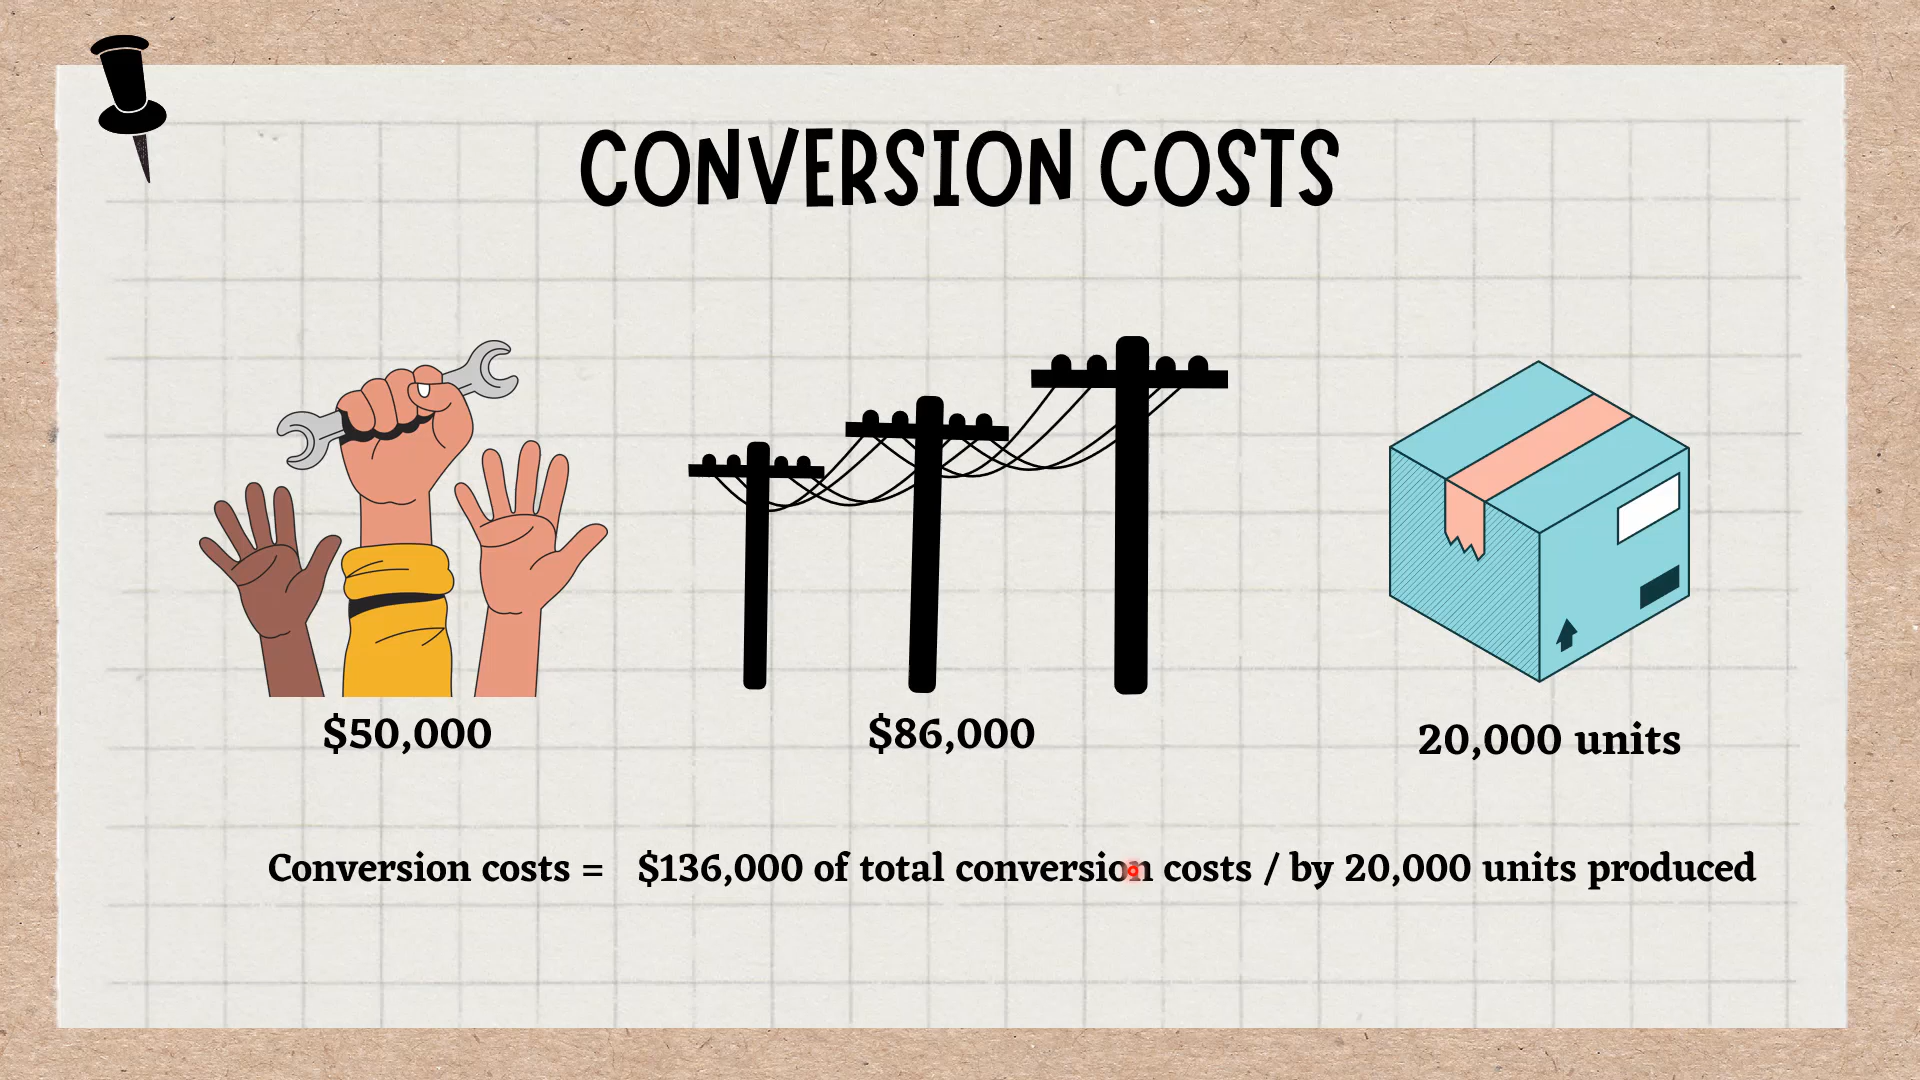 CONVERSION COSTS
$50,000
$86,000
20,000 units
Conversion costs = $136,000 of total conversion costs / by 20,000 units produced